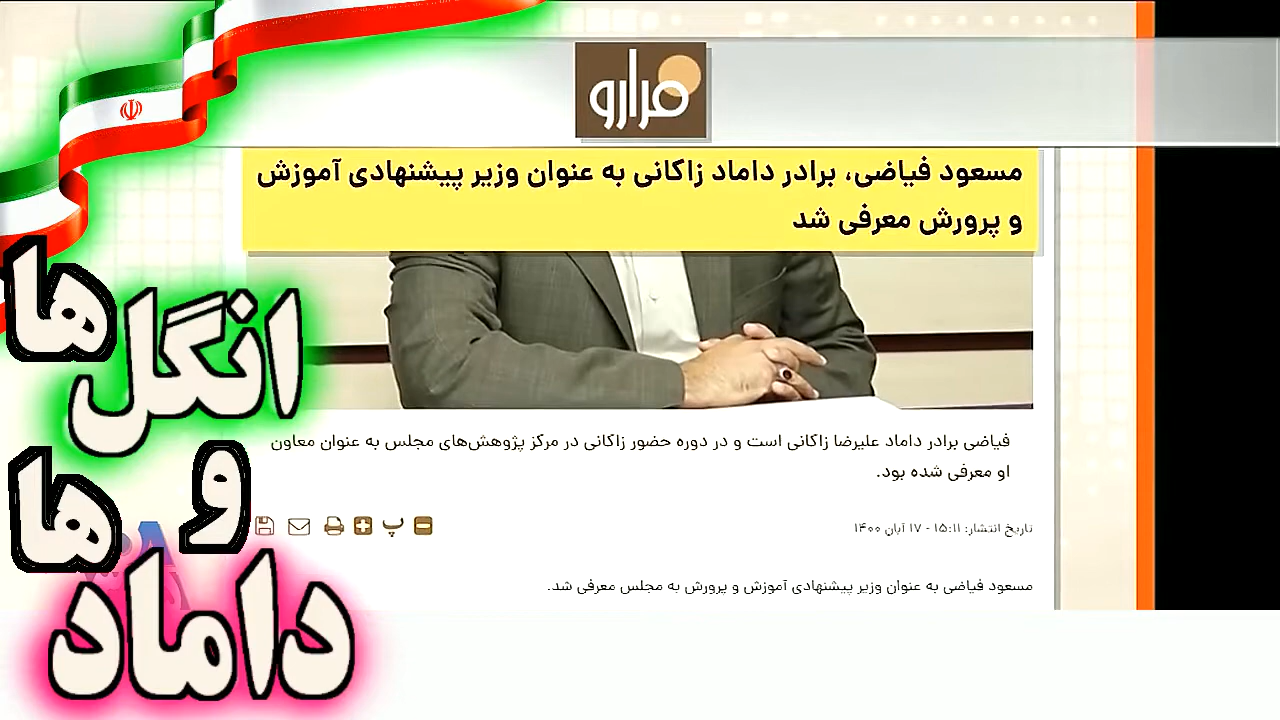 فرارو
مسعود فیاضی، برادر داماد زاکانی به عنوان وزیر پیشنهادی آموزش
و پرورش معرفی شد
فیاضی برادر داماد علیرضا زاکانی است و در دوره حضور زاکانی در مرکز پژوهش‌های مجلس به عنوان معاون
او معرفی شده بود.
تاریخ انتشار: ۱۵:۱۱ - ۱۷ آبان ۱۴۰۰
پ
مسعود فیاضی به عنوان وزیر پیشنهادی آموزش و پرورش به مجلس معرفی شد.
انگل ها
و
داماد ها